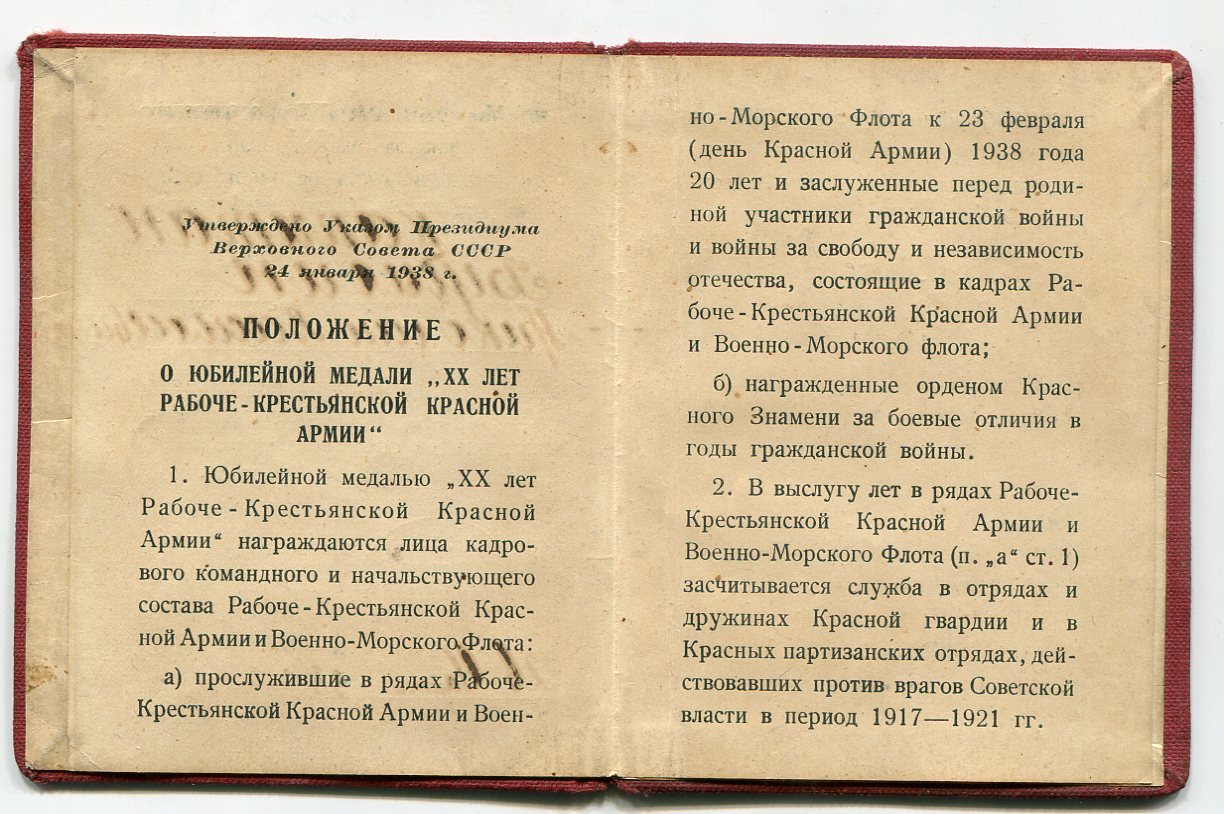 Утверждено Указом Президиума
Верховного Совета СССР
24 января 1938 г.
ПОЛОЖЕНИЕ
О ЮБИЛЕЙНОЙ МЕДАЛИ „XX ЛЕТ
РАБОЧЕ-КРЕСТЬЯНСКОЙ КРАСНОЙ
АРМИИ“
1. Юбилейной медалью „XX лет
Рабоче-Крестьянской Красной
Армии“ награждаются лица кадро-
вого командного и начальствующего
состава Рабоче-Крестьянской Крас-
ной Армии и Военно-Морского Флота:
а) прослужившие в рядах Рабоче-
Крестьянской Красной Армии и Воен-
но-Морского Флота к 23 февраля
(день Красной Армии) 1938 года
20 лет и заслуженные перед роди-
ной участники гражданской войны
и войны за свободу и независимость
отечества, состоящие в кадрах Ра-
боче-Крестьянской Красной Армии
и Военно-Морского флота;
б) награжденные орденом Крас-
ного Знамени за боевые отличия в
годы гражданской войны.
2. В выслугу лет в рядах Рабоче-
Крестьянской Красной Армии и
Военно-Морского Флота (п. „а“ ст. 1)
засчитывается служба в отрядах и
дружинах Красной гвардии и в
Красных партизанских отрядах, дей-
ствовавших против врагов Советской
власти в период 1917—1921 гг.